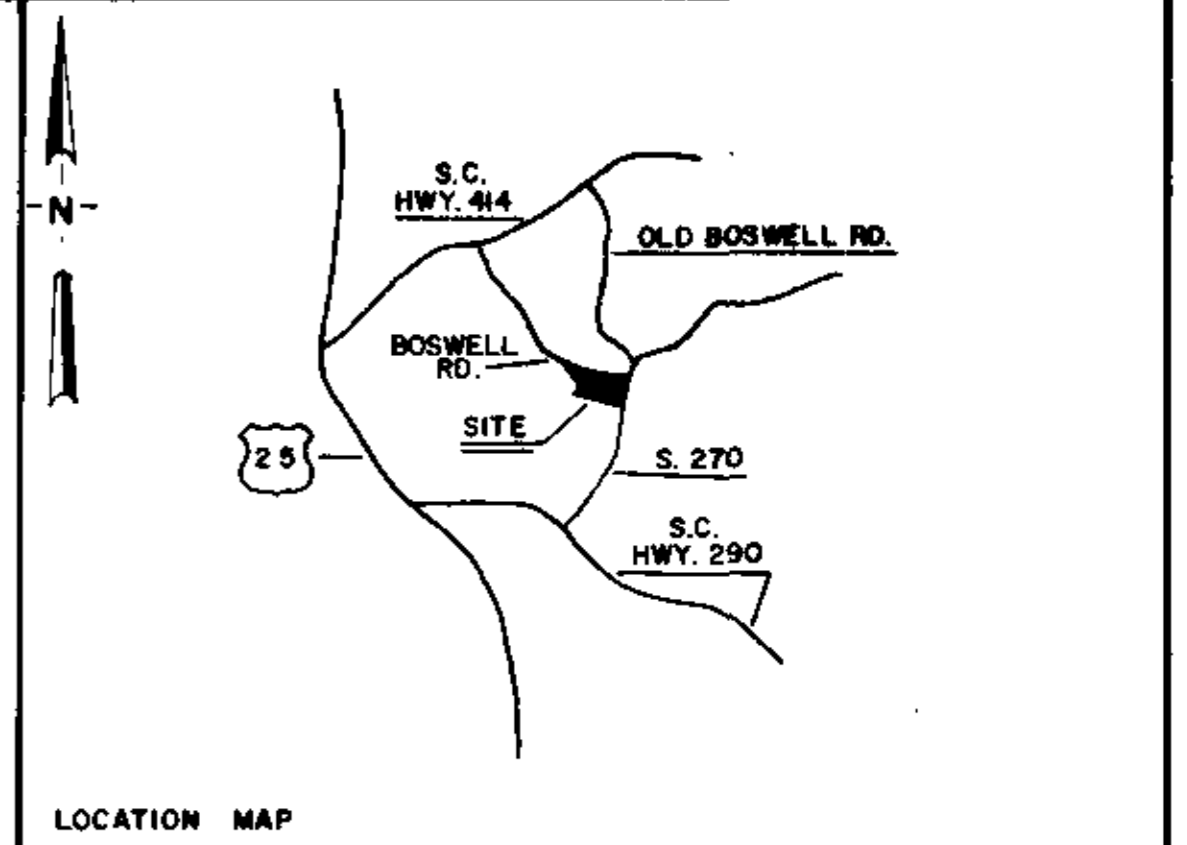 S.C.
HWY. 414
N
OLD BOSWELL RD.
BOSWELL
RD.
SITE
25
S. 270
S.C.
HWY. 290
LOCATION MAP